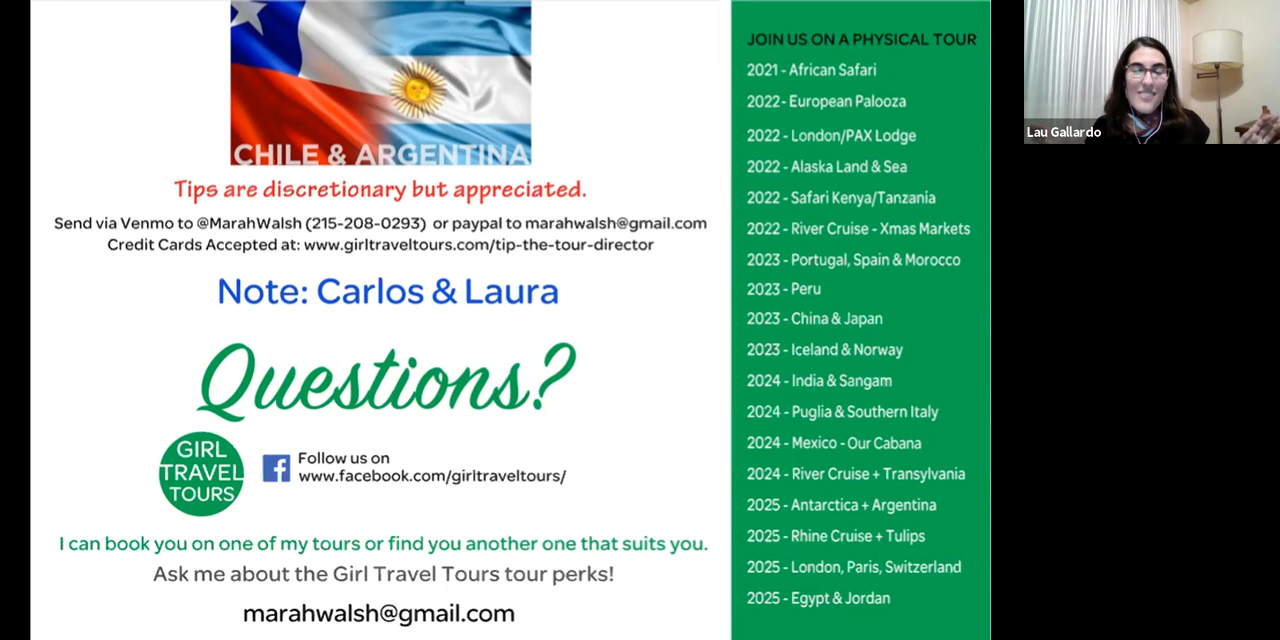 CHILE & ARGENTINA
Tips are discretionary but appreciated.
Send via Venmo to @MarahWalsh (215-208-0293) or paypal to marahwalsh@gmail.com
Credit Cards Accepted at: www.girltraveltours.com/tip-the-tour-director
Note: Carlos & Laura
Questions?
GIRL
TRAVEL
TOURS
Follow us on
www.facebook.com/girltraveltours/
I can book you on one of my tours or find you another one that suits you.
Ask me about the Girl Travel Tours tour perks!
marahwalsh@gmail.com
JOIN US ON A PHYSICAL TOUR
2021 - African Safari
2022 - European Palooza
2022 - London/PAX Lodge
2022 - Alaska Land & Sea
2022 - Safari Kenya/Tanzania
2022 - River Cruise - Xmas Markets
2023 - Portugal, Spain & Morocco
2023 - Peru
2023 - China & Japan
2023 - Iceland & Norway
2024 - India & Sangam
2024 - Puglia & Southern Italy
2024 - Mexico - Our Cabana
2024 - River Cruise + Transylvania
2025 - Antarctica + Argentina
2025 - Rhine Cruise + Tulips
2025 - London, Paris, Switzerland
2025 - Egypt & Jordan
Lau Gallardo